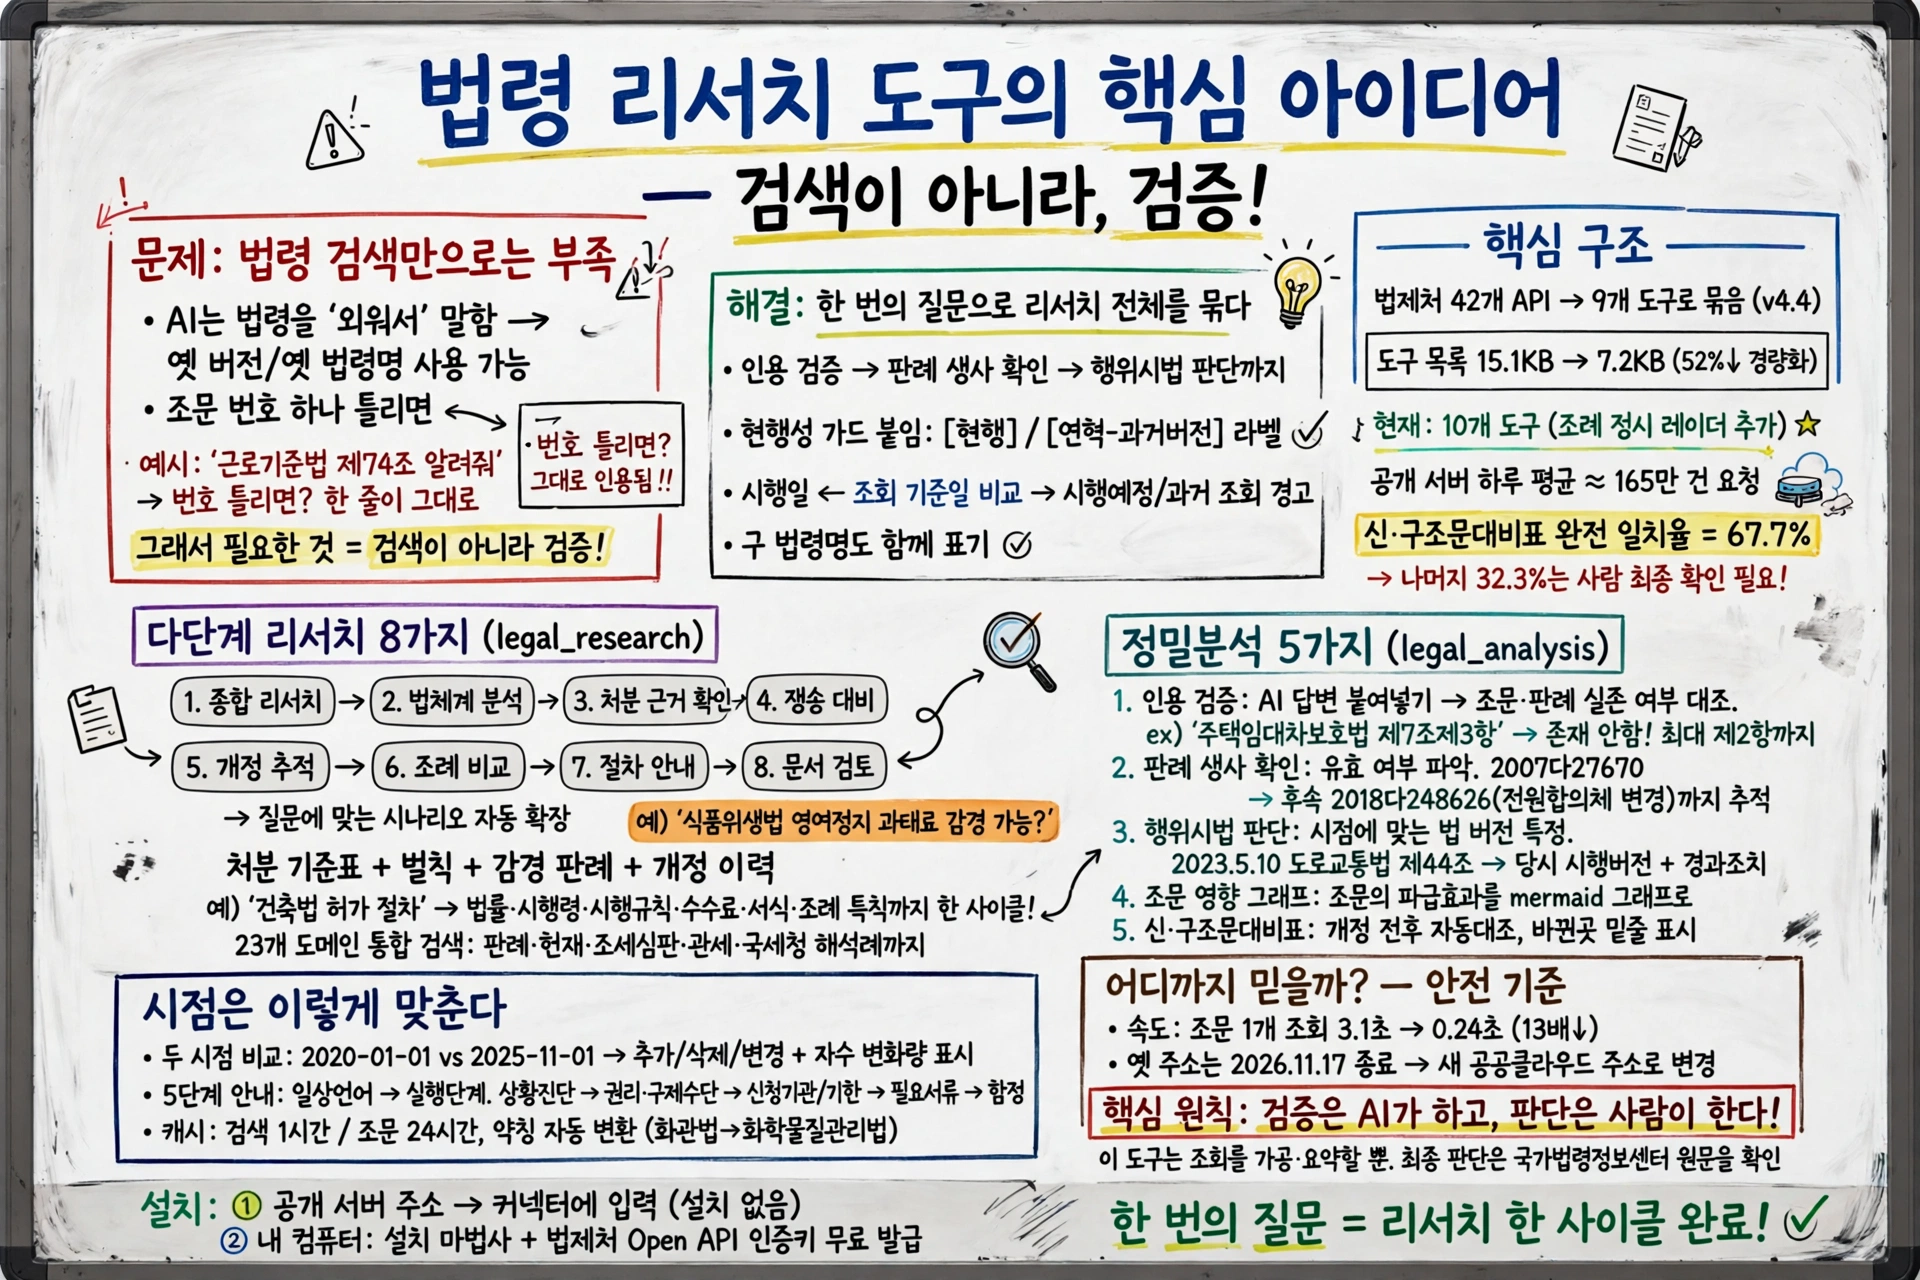 법령 리서치 도구의 핵심 아이디어
— 검색이 아니라, 검증!
문제: 법령 검색만으로는 부족
• AI는 법령을 ‘외워서’ 말함 →
옛 버전/옛 법령명 사용 가능
• 조문 번호 하나 틀리면
· 예시: ‘근로기준법 제74조 알려줘’
→ 번호 틀리면? 한 줄이 그대로
· 번호 틀리면?
그대로 인용됨!!
그래서 필요한 것 = 검색이 아니라 검증!
해결: 한 번의 질문으로 리서치 전체를 묶다
• 인용 검증 → 판례 생사 확인 → 행위시법 판단까지
• 현행성 가드 붙임: [현행] / [연혁-과거버전] 라벨
• 시행일 ← 조회 기준일 비교 → 시행예정/과거 조회 경고
• 구 법령명도 함께 표기
핵심 구조
법제처 42개 API → 9개 도구로 묶음 (v4.4)
도구 목록 15.1KB → 7.2KB (52%↓ 경량화)
현재: 10개 도구 (조례 정시 레이더 추가)
공개 서버 하루 평균 ≈ 165만 건 요청
신·구조문대비표 완전 일치율 = 67.7%
→ 나머지 32.3%는 사람 최종 확인 필요!
다단계 리서치 8가지 (legal_research)
1. 종합 리서치 → 2. 법체계 분석 → 3. 처분 근거 확인 → 4. 쟁송 대비
5. 개정 추적 → 6. 조례 비교 → 7. 절차 안내 → 8. 문서 검토
→ 질문에 맞는 시나리오 자동 확장
예) ‘식품위생법 영여정지 과태료 감경 가능?’
처분 기준표 + 벌칙 + 감경 판례 + 개정 이력
예) ‘건축법 허가 절차’ → 법률·시행령·시행규칙·수수료·서식·조례 특칙까지 한 사이클!
23개 도메인 통합 검색: 판례·헌재·조세심판·관세·국세청 해석례까지
정밀분석 5가지 (legal_analysis)
1. 인용 검증: AI 답변 붙여넣기 → 조문·판례 실존 여부 대조.
ex) ‘주택임대차보호법 제7조제3항’ → 존재 안함! 최대 제2항까지
2. 판례 생사 확인: 유효 여부 파악. 2007다27670
→ 후속 2018다248626(전원합의체 변경)까지 추적
3. 행위시법 판단: 시점에 맞는 법 버전 특정.
2023.5.10 도로교통법 제44조 → 당시 시행버전 + 경과조치
4. 조문 영향 그래프: 조문의 파급효과를 mermaid 그래프로
5. 신·구조문대비표: 개정 전후 자동대조, 바뀐곳 밑줄 표시
시점은 이렇게 맞춘다
• 두 시점 비교: 2020-01-01 vs 2025-11-01 → 추가/삭제/변경 + 자수 변화량 표시
• 5단계 안내: 일상언어 → 실행단계. 상황진단 → 권리·구제수단 → 신청기관/기한 → 필요서류 → 함정
• 캐시: 검색 1시간 / 조문 24시간, 약칭 자동 변환 (화관법→화학물질관리법)
어디까지 믿을까? — 안전 기준
• 속도: 조문 1개 조회 3.1초 → 0.24초 (13배↓)
• 옛 주소는 2026.11.17 종료 → 새 공공클라우드 주소로 변경
핵심 원칙: 검증은 AI가 하고, 판단은 사람이 한다!
이 도구는 조회를 가공·요약할 뿐. 최종 판단은 국가법령정보센터 원문을 확인
설치: ① 공개 서버 주소 → 커넥터에 입력 (설치 없음)
② 내 컴퓨터: 설치 마법사 + 법제처 Open API 인증키 무료 발급
한 번의 질문 = 리서치 한 사이클 완료!